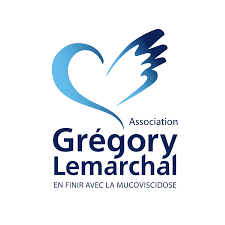 Association
Grégory
Lemarchal
EN FINIR AVEC LA MUCOVISCIDOSE